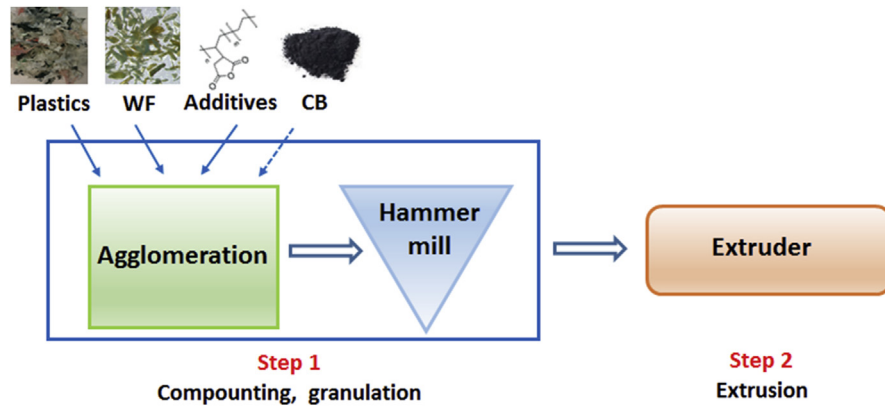 Plastics WF Additives CB
Agglomeration
Hammer
mill
Extruder
Step 1
Compounting, granulation
Step 2
Extrusion